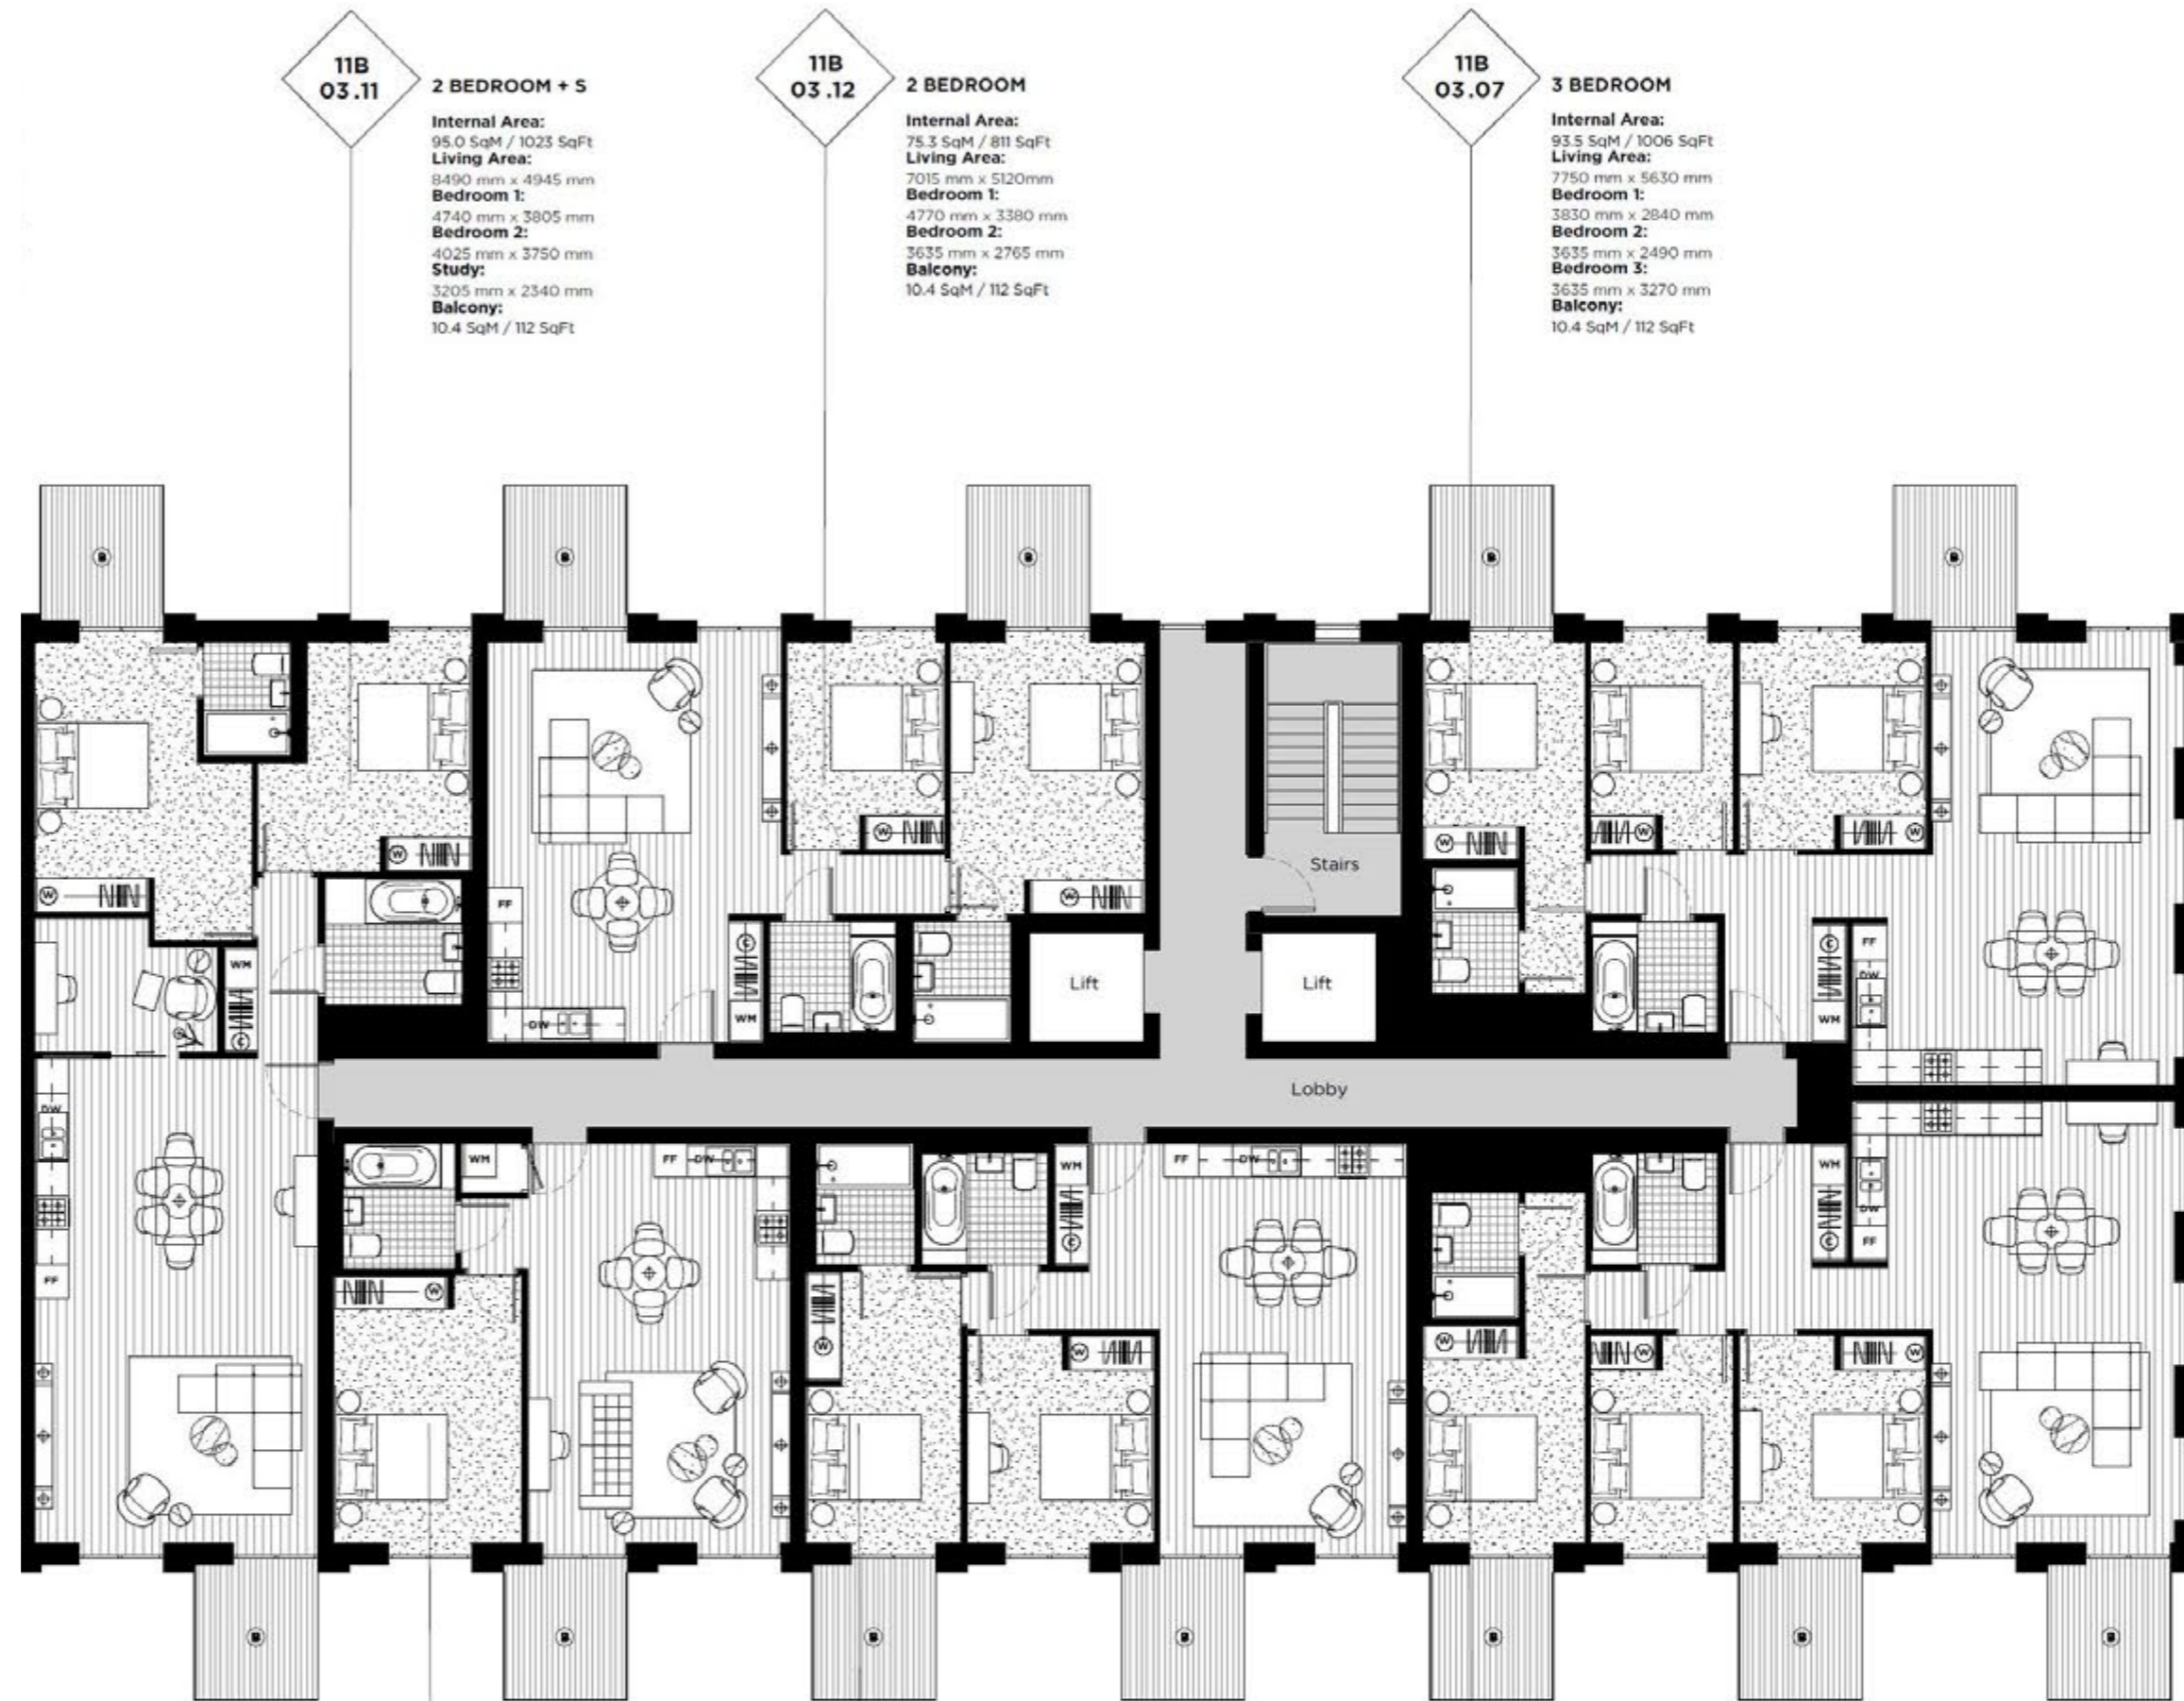 11B
03.11
2 BEDROOM + S
Internal Area:
95.0 SqM / 1023 SqFt
Living Area:
8490 mm x 4945 mm
Bedroom 1:
4740 mm x 3805 mm
Bedroom 2:
4025 mm x 3750 mm
Study:
3205 mm x 2340 mm
Balcony:
10.4 SqM / 112 SqFt
11B
03.12
2 BEDROOM
Internal Area:
75.3 SqM / 811 SqFt
Living Area:
7015 mm x 5120mm
Bedroom 1:
4770 mm x 3380 mm
Bedroom 2:
3635 mm x 2765 mm
Balcony:
10.4 SqM / 112 SqFt
11B
03.07
3 BEDROOM
Internal Area:
93.5 SqM / 1006 SqFt
Living Area:
7750 mm x 5630 mm
Bedroom 1:
3830 mm x 2840 mm
Bedroom 2:
3635 mm x 2490 mm
Bedroom 3:
3635 mm x 3270 mm
Balcony:
10.4 SqM / 112 SqFt
B B B B B
W W W W
Stairs
W W W
FF
W
C C FF
WM Lift Lift DW
C DW WM WM
Lobby
DW
WM FF DW WM FF DW WM
C C DW
FF FF
W W W W W
W
B B B B B B B